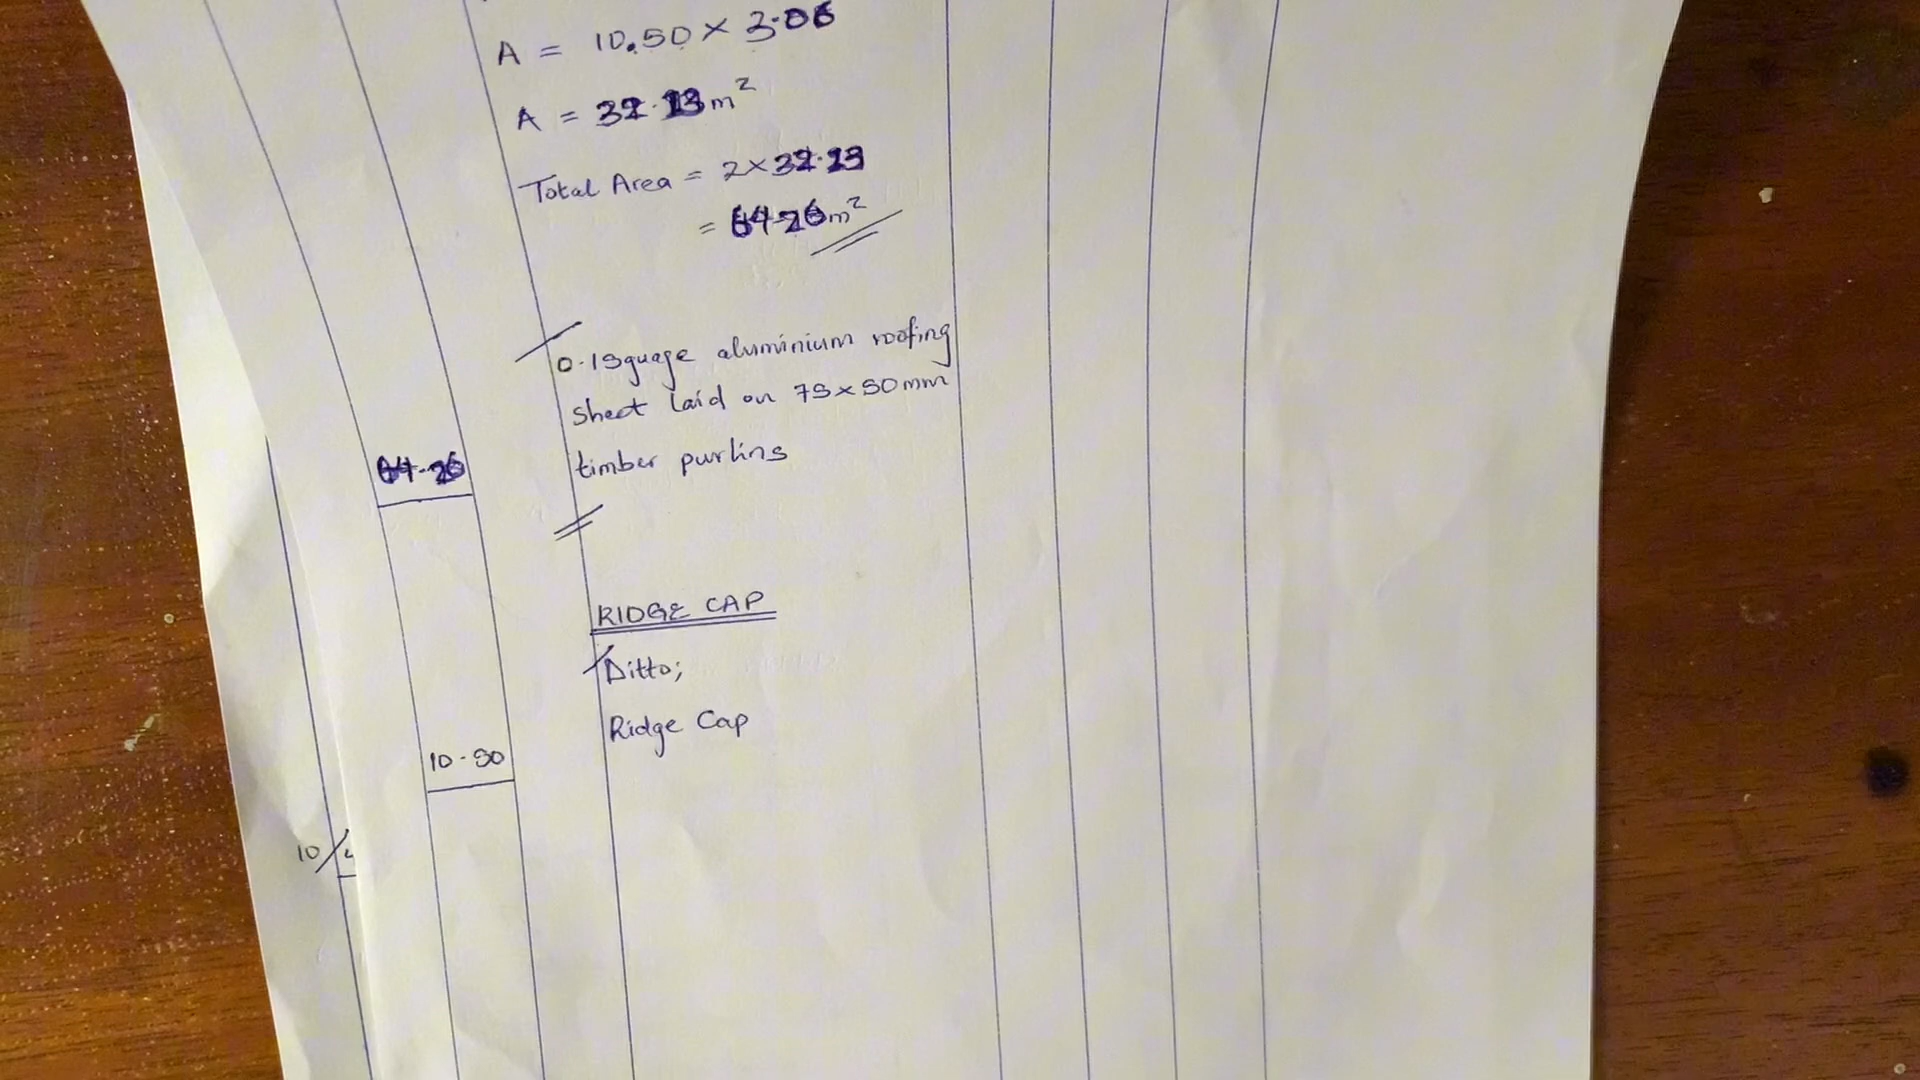 A = 10.50 × 3.06
A = 32.13 m²
Total Area = 2 × 32.13
= 64.26 m²
0.15 guage aluminium roofing
sheet laid on 75 × 50 mm
64.26
timber purlins
RIDGE CAP
Ditto;
Ridge Cap
10.50
10/